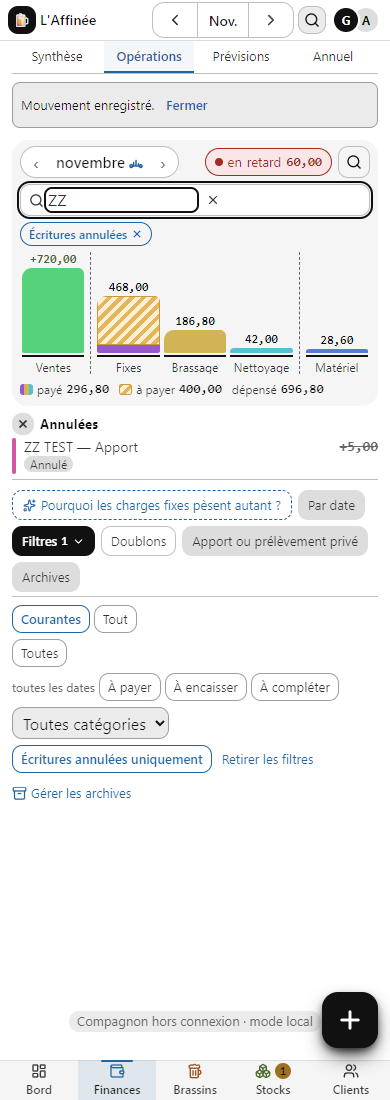 L'Affinée
Nov.
G A
Synthèse Opérations Prévisions Annuel
Mouvement enregistré. Fermer
‹ novembre › en retard 60,00
ZZ ×
Écritures annulées ×
+720,00
468,00
186,80
42,00
28,60
Ventes Fixes Brassage Nettoyage Matériel
payé 296,80 à payer 400,00 dépensé 696,80
× Annulées
ZZ TEST — Apport +5,00
Annulé
Pourquoi les charges fixes pèsent autant ? Par date
Filtres 1 Doublons Apport ou prélèvement privé
Archives
Courantes Tout
Toutes
toutes les dates À payer À encaisser À compléter
Toutes catégories
Écritures annulées uniquement Retirer les filtres
Gérer les archives
Compagnon hors connexion · mode local
+
1
Bord Finances Brassins Stocks Clients